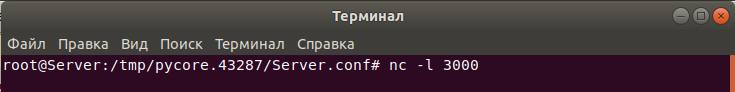 Терминал
Файл Правка Вид Поиск Терминал Справка
root@Server:/tmp/pycore.43287/Server.conf# nc -l 3000